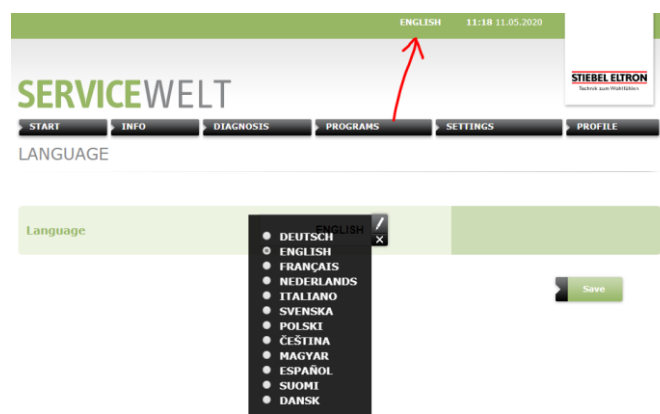 ENGLISH 11:18 11.05.2020
STIEBEL ELTRON
Technik zum Wohlfühlen
SERVICEWELT
START INFO DIAGNOSIS PROGRAMS SETTINGS PROFILE
LANGUAGE
Language ENGLISH
DEUTSCH
ENGLISH
FRANÇAIS
NEDERLANDS
ITALIANO
SVENSKA
POLSKI
ČEŠTINA
MAGYAR
ESPAÑOL
SUOMI
DANSK
Save